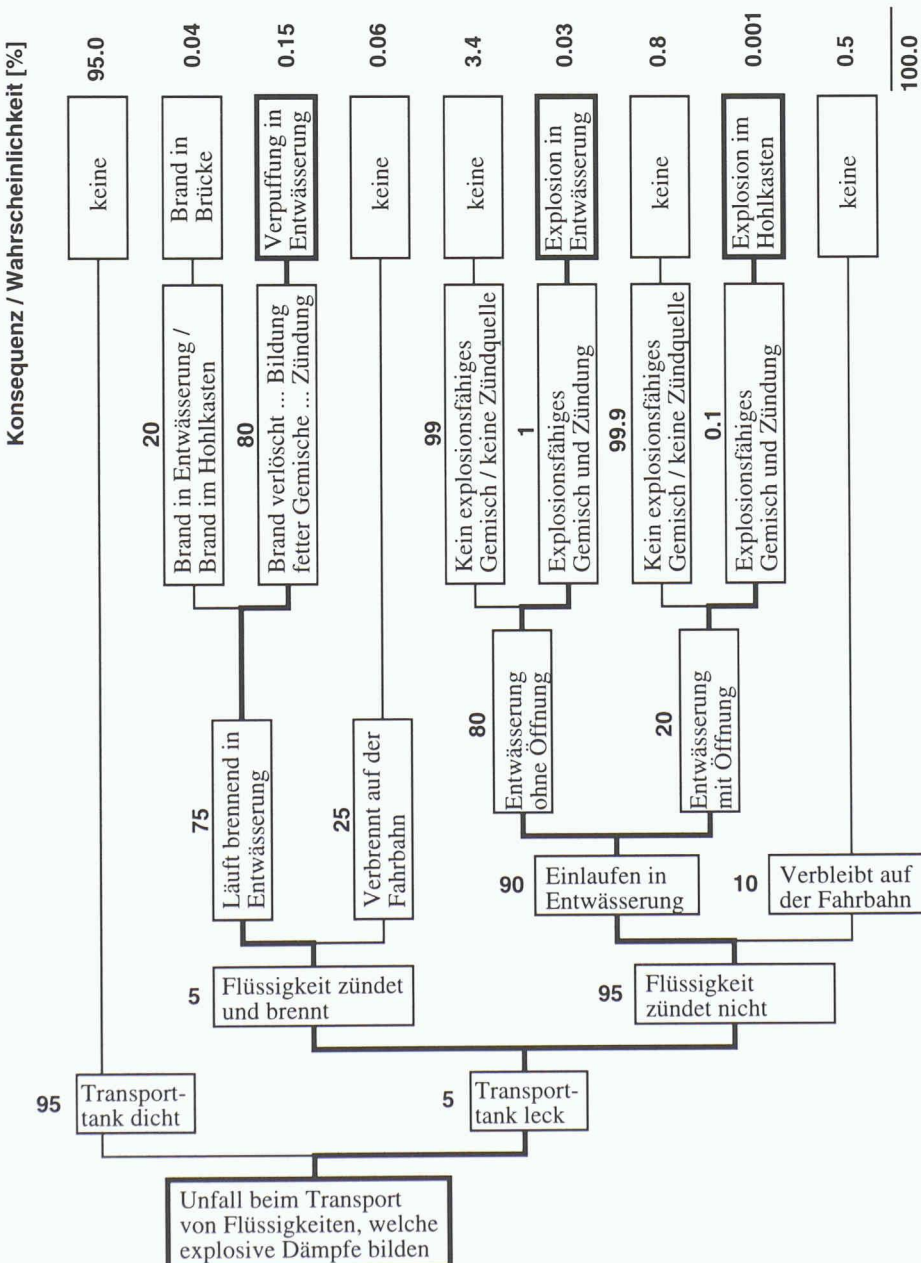 Konsequenz / Wahrscheinlichkeit [%]
Unfall beim Transport
von Flüssigkeiten, welche
explosive Dämpfe bilden
95
Transport-
tank dicht
5
Transport-
tank leck
5
Flüssigkeit zündet
und brennt
95
Flüssigkeit
zündet nicht
75
Läuft brennend in
Entwässerung
25
Verbrennt auf der
Fahrbahn
90
Einlaufen in
Entwässerung
10
Verbleibt auf
der Fahrbahn
80
Entwässerung
ohne Öffnung
20
Entwässerung
mit Öffnung
20
Brand in Entwässerung /
Brand im Hohlkasten
80
Brand verlöscht ... Bildung
fetter Gemische ... Zündung
99
Kein explosionsfähiges
Gemisch / keine Zündquelle
1
Explosionsfähiges
Gemisch und Zündung
99.9
Kein explosionsfähiges
Gemisch / keine Zündquelle
0.1
Explosionsfähiges
Gemisch und Zündung
keine
95.0
Brand in
Brücke
0.04
Verpuffung in
Entwässerung
0.15
keine
0.06
keine
3.4
Explosion in
Entwässerung
0.03
keine
0.8
Explosion im
Hohlkasten
0.001
keine
0.5
100.0